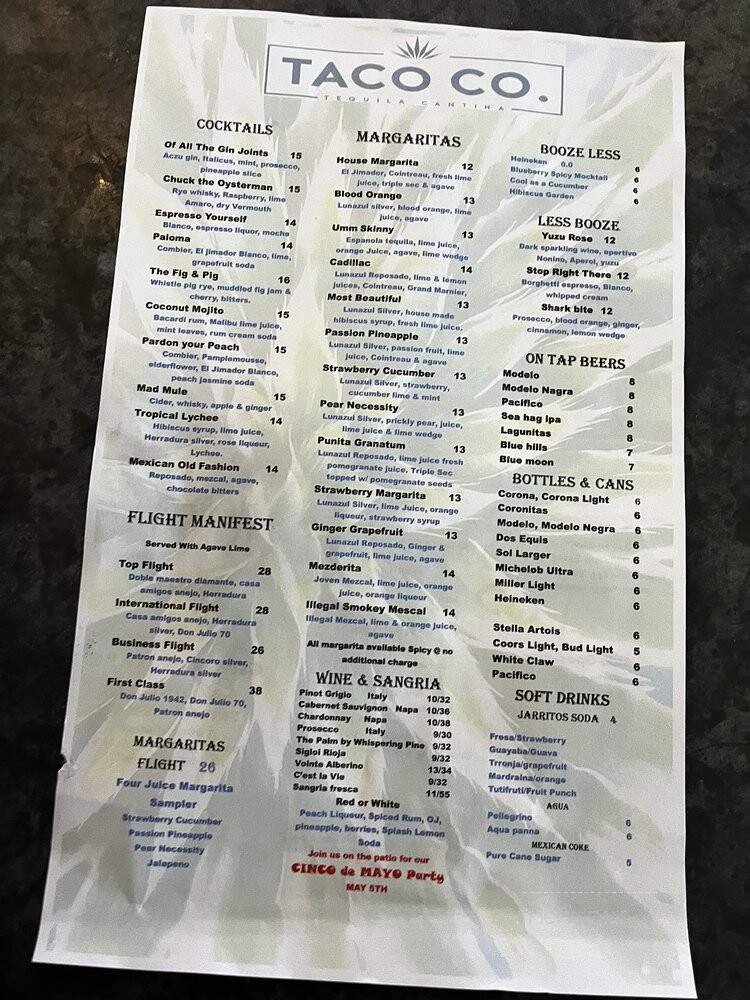 TACO CO.
TEQUILA CANTINA
COCKTAILS
Of All The Gin Joints 15
Aczu gin, Italicus, mint, prosecco,
pineapple slice
Chuck the Oysterman 15
Rye whisky, Raspberry, lime
Amaro, dry Vermouth
Espresso Yourself 14
Blanco, espresso liquor, mocha
Paloma 14
Combier, El jimador Blanco, lime,
grapefruit soda
The Fig & Pig 16
Whistle pig rye, muddled fig jam &
cherry, bitters.
Coconut Mojito 15
Bacardi rum, Malibu lime juice,
mint leaves, rum cream soda
Pardon your Peach 15
Combier, Pamplemousse,
elderflower, El Jimador Blanco,
peach jasmine soda
Mad Mule 15
Cider, whisky, apple & ginger
Tropical Lychee 14
Hibiscus syrup, lime juice,
Herradura silver, rose liqueur,
Lychee.
Mexican Old Fashion 14
Reposado, mezcal, agave,
chocolate bitters
FLIGHT MANIFEST
Served With Agave Lime
Top Flight 28
Doble maestro diamante, casa
amigos anejo, Herradura
International Flight 28
Casa amigos anejo, Herradura
silver, Don Julio 70
Business Flight 26
Patron anejo, Cincoro silver,
Herradura silver
First Class 38
Don Julio 1942, Don Julio 70,
Patron anejo
MARGARITAS
FLIGHT 26
Four Juice Margarita
Sampler
Strawberry Cucumber
Passion Pineapple
Pear Necessity
Jalapeno
MARGARITAS
House Margarita 12
El Jimador, Cointreau, fresh lime
juice, triple sec & agave
Blood Orange 13
Lunazul silver, blood orange, lime
juice, agave
Umm Skinny 13
Espanola tequila, lime juice,
orange Juice, agave, lime wedge
Cadillac 14
Lunazul Reposado, lime & lemon
juices, Cointreau, Grand Marnier,
Most Beautiful 13
Lunazul Silver, house made
hibiscus syrup, fresh lime juice,
Passion Pineapple 13
Lunazul Silver, passion fruit, lime
juice, Cointreau & agave
Strawberry Cucumber 13
Lunazul Silver, strawberry,
cucumber lime & mint
Pear Necessity 13
Lunazul Silver, prickly pear, juice,
lime juice & lime wedge
Punita Granatum 13
Lunazul Reposado, lime juice fresh
pomegranate juice. Triple Sec
topped w/ pomegranate seeds
Strawberry Margarita 13
Lunazul Silver, lime Juice, orange
liqueur, strawberry syrup
Ginger Grapefruit 13
Lunazul Reposado, Ginger &
grapefruit, lime juice, agave
Mezderita 14
Joven Mezcal, lime juice, orange
juice, orange liqueur
Illegal Smokey Mescal 14
Illegal Mezcal, lime & orange juice,
agave
All margarita available Spicy @ no
additional charge
WINE & SANGRIA
Pinot Grigio Italy 10/32
Cabernet Sauvignon Napa 10/36
Chardonnay Napa 10/38
Prosecco Italy 9/30
The Palm by Whispering Pine 9/32
Sigloi Rioja 9/32
Vointe Alberino 13/34
C'est la Vie 9/32
Sangria fresca 11/55
Red or White
Peach Liqueur, Spiced Rum, OJ,
pineapple, berries, Splash Lemon
Soda
Join us on the patio for our
CINCO de MAYO Party
MAY 5TH
BOOZE LESS
Heineken 0.0 6
Blueberry Spicy Mocktail 6
Cool as a Cucumber 6
Hibiscus Garden 6
LESS BOOZE
Yuzu Rose 12
Dark sparkling wine, apertivo
Nonino, Aperol, yuzu
Stop Right There 12
Borghetti espresso, Blanco,
whipped cream
Shark bite 12
Prosecco, blood orange, ginger,
cinnamon, lemon wedge
ON TAP BEERS
Modelo 8
Modelo Nagra 8
Pacifico 8
Sea hag Ipa 8
Lagunitas 8
Blue hills 7
Blue moon 7
BOTTLES & CANS
Corona, Corona Light 6
Coronitas 6
Modelo, Modelo Negra 6
Dos Equis 6
Sol Larger 6
Michelob Ultra 6
Miller Light 6
Heineken 6
Stella Artois 6
Coors Light, Bud Light 5
White Claw 6
Pacifico 6
SOFT DRINKS
JARRITOS SODA 4
Fresa/Strawberry
Guayaba/Guava
Trronja/grapefruit
Mardraina/orange
Tutifruti/Fruit Punch
AGUA
Pellegrino 6
Aqua panna 6
MEXICAN COKE
Pure Cane Sugar 5